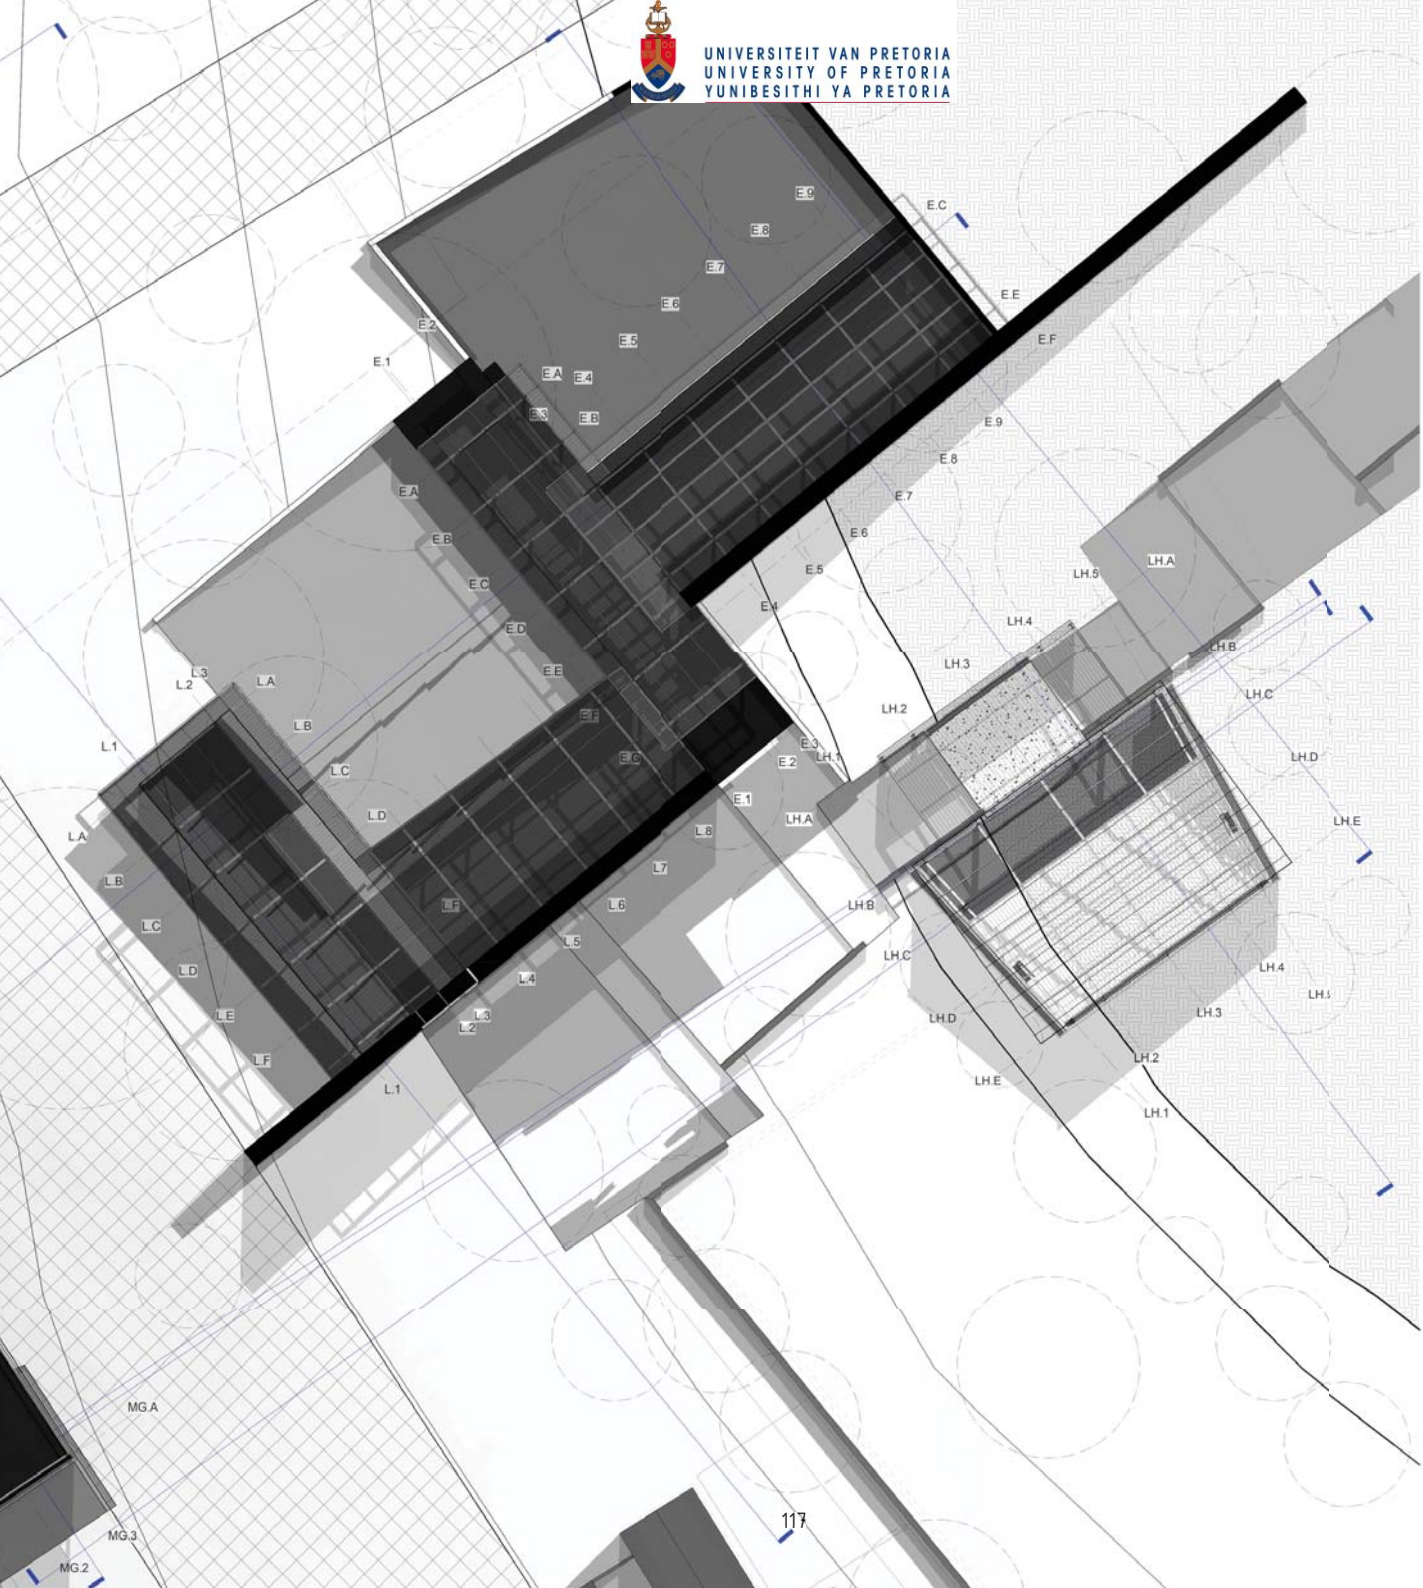 UNIVERSITEIT VAN PRETORIA
UNIVERSITY OF PRETORIA
YUNIBESITHI YA PRETORIA
E.9
E.C
E.8
E.7
E.E
E.6
E.2
E.5
E.F
E.1
E.A
E.4
E.3
E.B
E.9
E.8
E.A
E.7
E.B
E.6
LH.A
E.5
LH.5
E.C
E.4
LH.4
E.D
LH.B
LH.3
E.E
L.3
L.2
L.A
LH.C
LH.2
E.F
L.B
L.1
E.3
LH.1
E.G
E.2
LH.D
L.C
E.1
L.D
LH.A
LH.E
L.A
L.8
L.7
L.B
L.F
L.6
LH.B
L.C
L.5
LH.C
L.D
L.4
LH.4
L.E
L.3
L.2
LH.D
LH.3
L.F
LH.2
L.1
LH.E
LH.1
MG.A
117
MG.3
MG.2